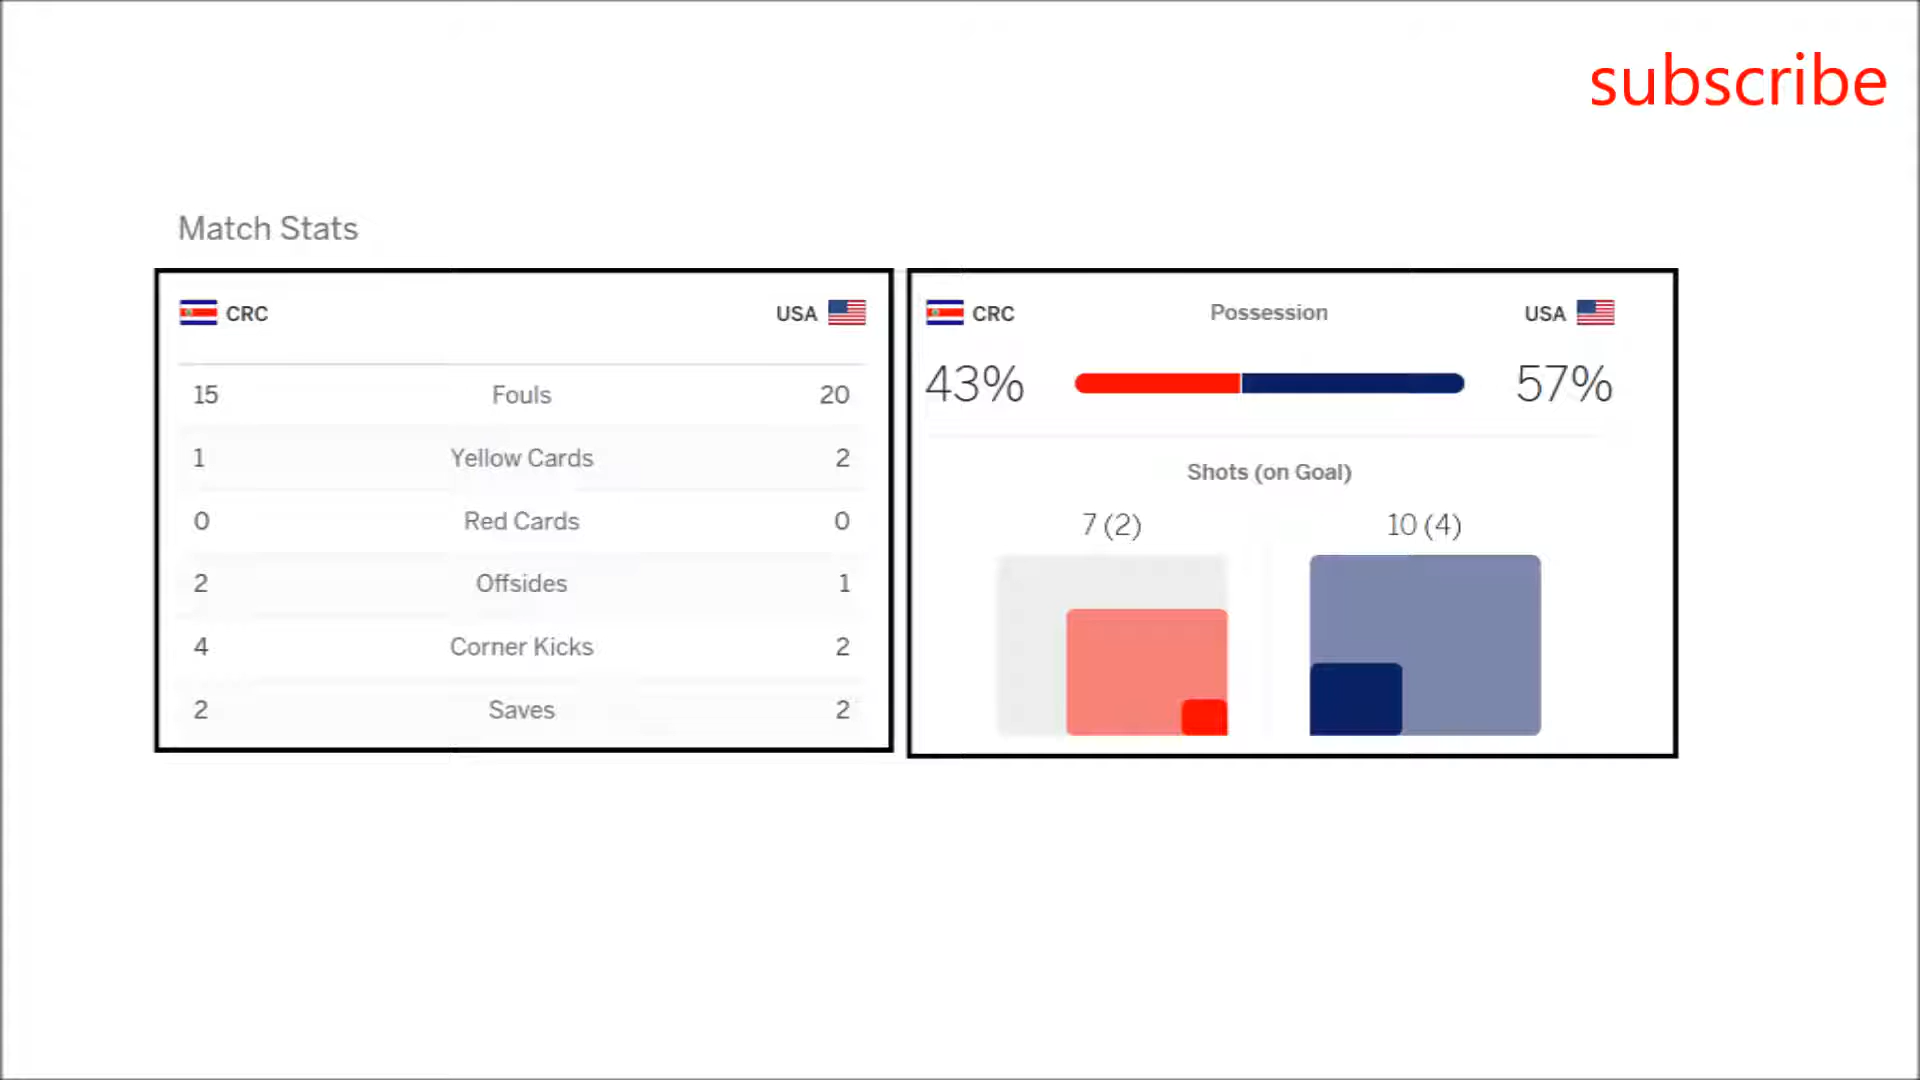 subscribe
Match Stats
CRC USA
15 Fouls 20
1 Yellow Cards 2
0 Red Cards 0
2 Offsides 1
4 Corner Kicks 2
2 Saves 2
CRC Possession USA
43% 57%
Shots (on Goal)
7 (2) 10 (4)